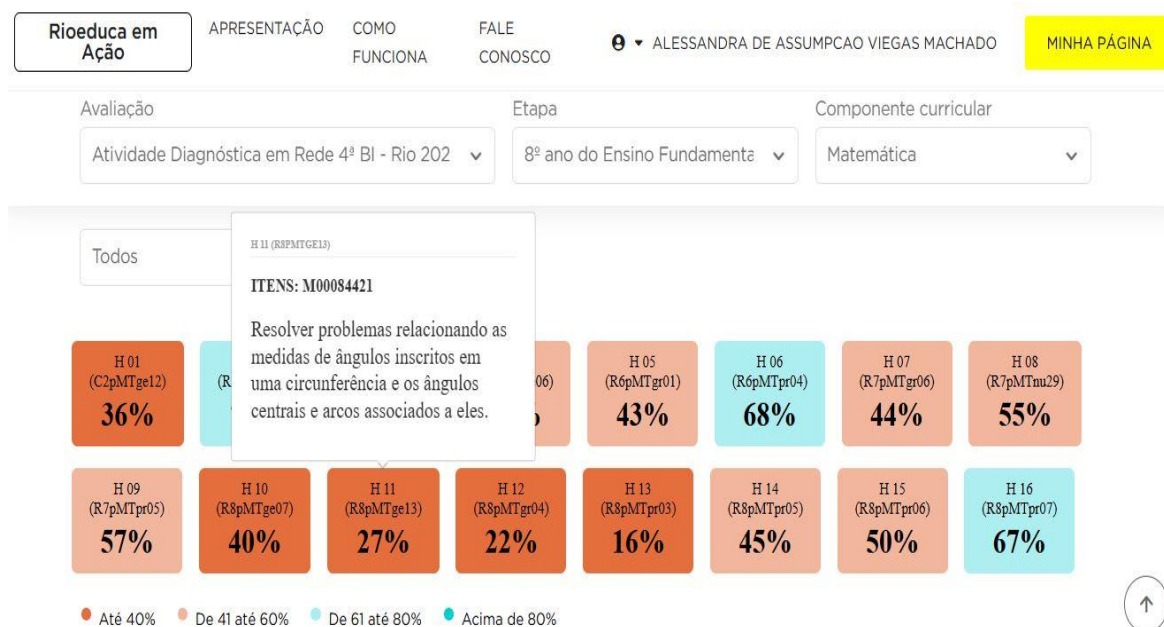 Rioeduca em
Ação
APRESENTAÇÃO
COMO
FUNCIONA
FALE
CONOSCO
ALESSANDRA DE ASSUMPCAO VIEGAS MACHADO
MINHA PÁGINA
Avaliação
Etapa
Componente curricular
Atividade Diagnóstica em Rede 4ª BI - Rio 202
8º ano do Ensino Fundamenta
Matemática
Todos
H 11 (R8PMTGE13)
ITENS: M00084421
Resolver problemas relacionando as
medidas de ângulos inscritos em
uma circunferência e os ângulos
centrais e arcos associados a eles.
H 01
(C2pMTge12)
36%
(R
06)
H 05
(R6pMTgr01)
43%
H 06
(R6pMTpr04)
68%
H 07
(R7pMTgr06)
44%
H 08
(R7pMTnu29)
55%
H 09
(R7pMTpr05)
57%
H 10
(R8pMTge07)
40%
H 11
(R8pMTge13)
27%
H 12
(R8pMTgr04)
22%
H 13
(R8pMTpr03)
16%
H 14
(R8pMTpr05)
45%
H 15
(R8pMTpr06)
50%
H 16
(R8pMTpr07)
67%
Até 40%
De 41 até 60%
De 61 até 80%
Acima de 80%